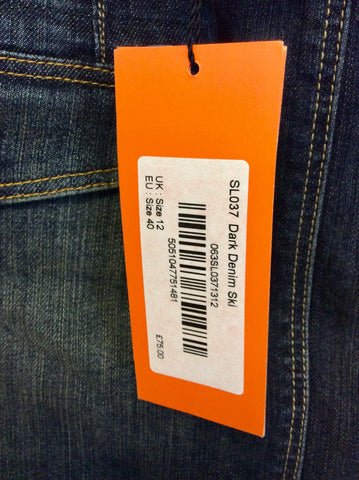 SL037 Dark Denim Ski
063SL0371312
5051047751481
UK : Size 12
EU : Size 40
£75.00